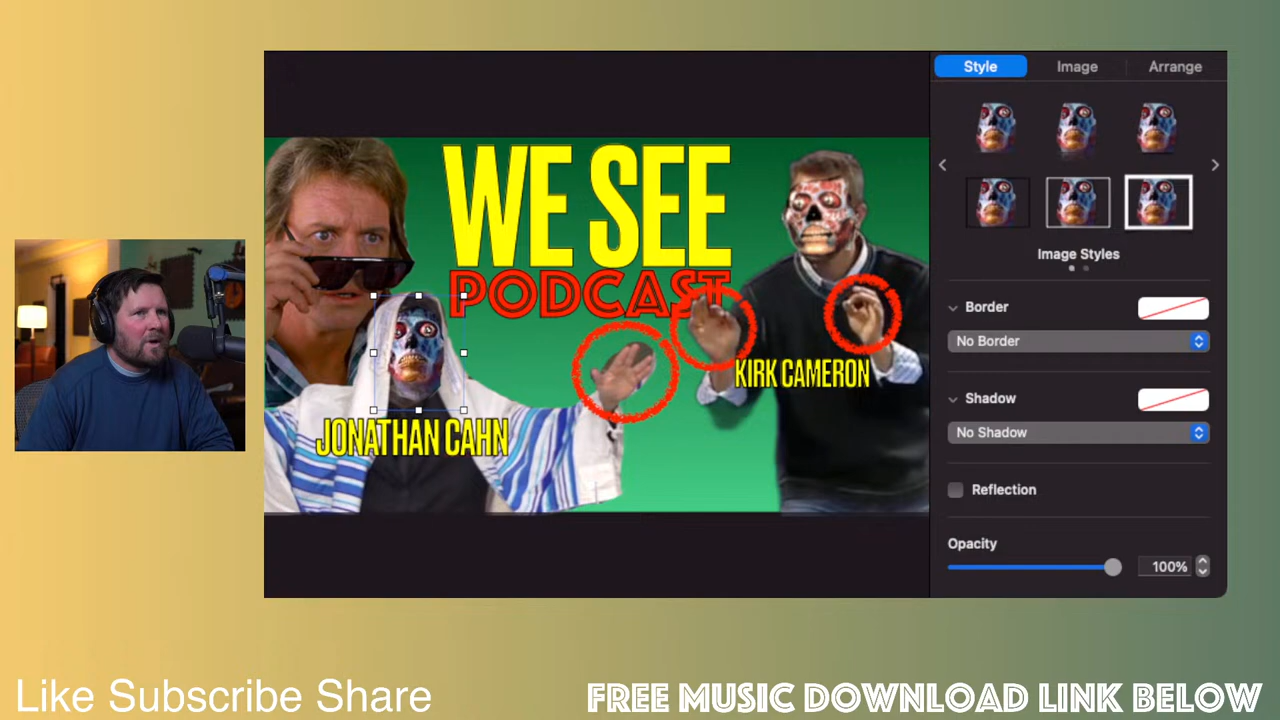 Style
Image
Arrange
WE SEE
PODCAST
KIRK CAMERON
JONATHAN CAHN
Image Styles
Border
No Border
Shadow
No Shadow
Reflection
Opacity
100%
Like Subscribe Share
FREE MUSIC DOWNLOAD LINK BELOW